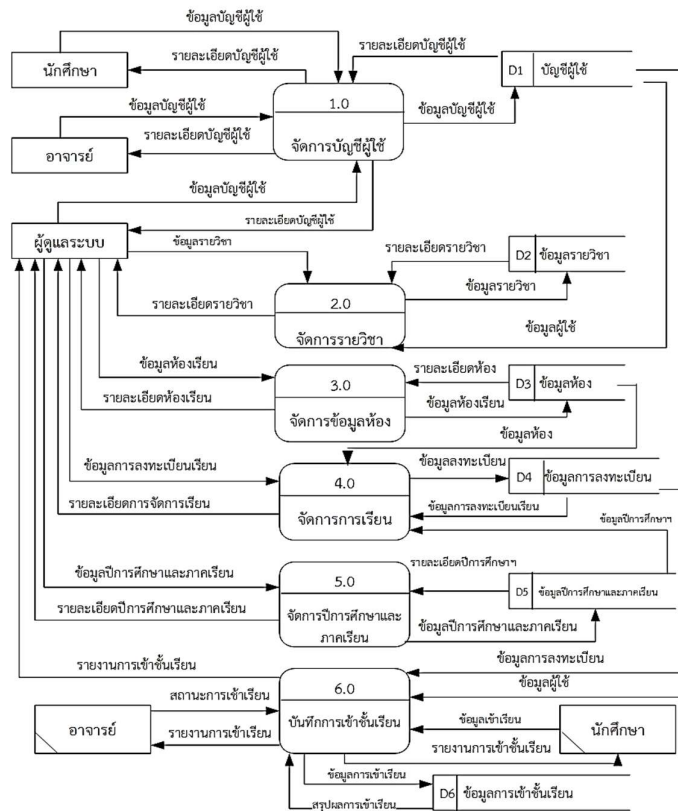 ข้อมูลบัญชีผู้ใช้
รายละเอียดบัญชีผู้ใช้
รายละเอียดบัญชีผู้ใช้
นักศึกษา
D1 บัญชีผู้ใช้
1.0
ข้อมูลบัญชีผู้ใช้
ข้อมูลบัญชีผู้ใช้
รายละเอียดบัญชีผู้ใช้
จัดการบัญชีผู้ใช้
อาจารย์
ข้อมูลบัญชีผู้ใช้
รายละเอียดบัญชีผู้ใช้
ผู้ดูแลระบบ
ข้อมูลรายวิชา
รายละเอียดรายวิชา
D2 ข้อมูลรายวิชา
ข้อมูลรายวิชา
2.0
รายละเอียดรายวิชา
จัดการรายวิชา
ข้อมูลผู้ใช้
ข้อมูลห้องเรียน
3.0
รายละเอียดห้อง
D3 ข้อมูลห้อง
รายละเอียดห้องเรียน
จัดการข้อมูลห้อง
ข้อมูลห้องเรียน
ข้อมูลห้อง
ข้อมูลการลงทะเบียนเรียน
4.0
ข้อมูลลงทะเบียน
D4 ข้อมูลการลงทะเบียน
รายละเอียดการจัดการเรียน
จัดการการเรียน
ข้อมูลการลงทะเบียนเรียน
ข้อมูลปีการศึกษาฯ
ข้อมูลปีการศึกษาและภาคเรียน
5.0
รายละเอียดปีการศึกษาฯ
D5 ข้อมูลปีการศึกษาและภาคเรียน
รายละเอียดปีการศึกษาและภาคเรียน
จัดการปีการศึกษาและ
ภาคเรียน
ข้อมูลปีการศึกษาและภาคเรียน
รายงานการเข้าชั้นเรียน
ข้อมูลการลงทะเบียน
6.0
ข้อมูลผู้ใช้
สถานะการเข้าเรียน
อาจารย์
บันทึกการเข้าชั้นเรียน
ข้อมูลเข้าเรียน
นักศึกษา
รายงานการเข้าเรียน
รายงานการเข้าชั้นเรียน
ข้อมูลการเข้าเรียน
D6 ข้อมูลการเข้าชั้นเรียน
สรุปผลการเข้าเรียน